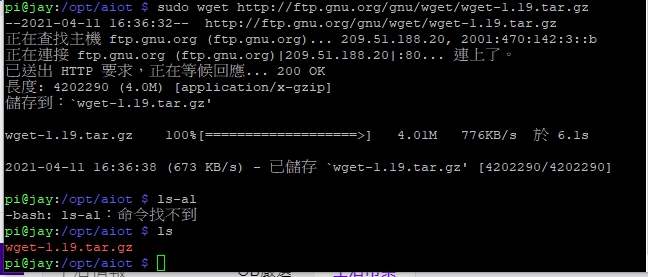 pi@jay:/opt/aiot $ sudo wget http://ftp.gnu.org/gnu/wget/wget-1.19.tar.gz
--2021-04-11 16:36:32--  http://ftp.gnu.org/gnu/wget/wget-1.19.tar.gz
正在查找主機 ftp.gnu.org (ftp.gnu.org)... 209.51.188.20, 2001:470:142:3::b
正在連接 ftp.gnu.org (ftp.gnu.org)|209.51.188.20|:80... 連上了。
已送出 HTTP 要求，正在等候回應... 200 OK
長度: 4202290 (4.0M) [application/x-gzip]
儲存到：`wget-1.19.tar.gz'
wget-1.19.tar.gz    100%[===================>]   4.01M   776KB/s   於 6.1s
2021-04-11 16:36:38 (673 KB/s) - 已儲存 `wget-1.19.tar.gz' [4202290/4202290]
pi@jay:/opt/aiot $ ls-al
-bash: ls-al：命令找不到
pi@jay:/opt/aiot $ ls
wget-1.19.tar.gz
pi@jay:/opt/aiot $